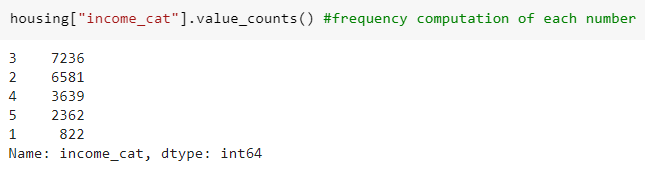 housing["income_cat"].value_counts() #frequency computation of each number
3    7236
2    6581
4    3639
5    2362
1     822
Name: income_cat, dtype: int64